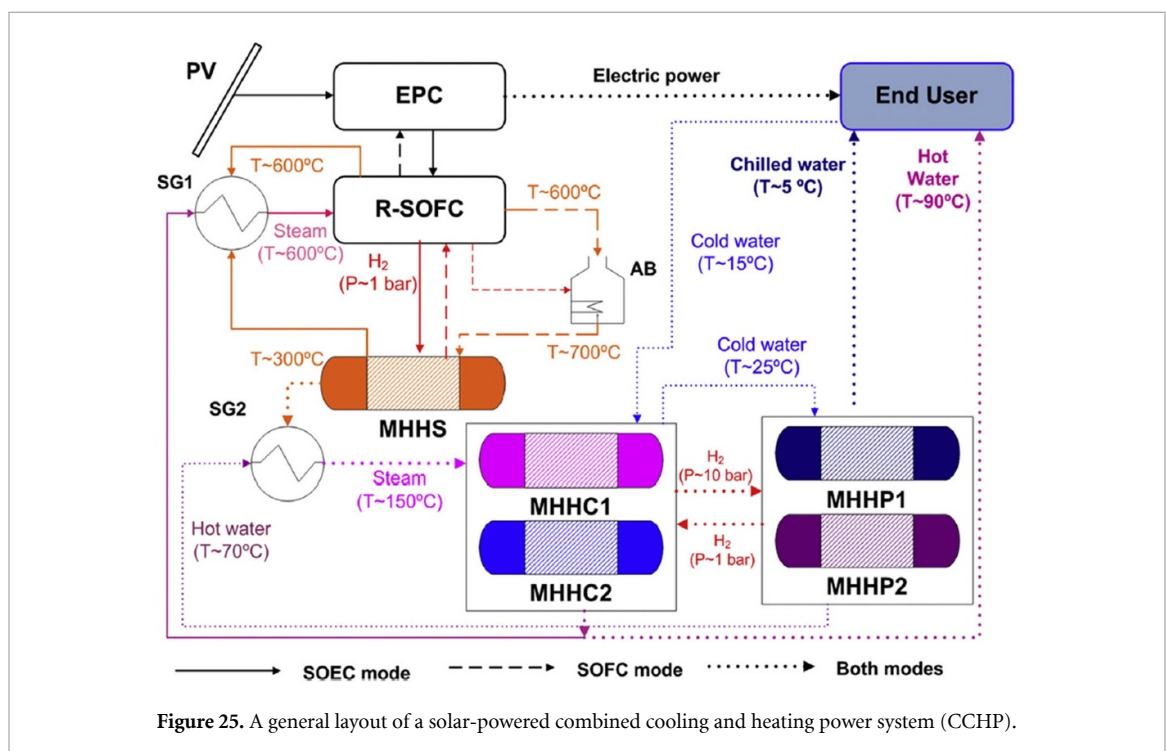 PV
EPC
Electric power
End User
T~600ºC
SG1
R-SOFC
T~600ºC
Chilled water
(T~5 ºC)
Hot
Water
(T~90ºC)
Steam
(T~600ºC)
H2
(P~1 bar)
AB
Cold water
(T~15ºC)
T~300ºC
T~700ºC
Cold water
(T~25ºC)
SG2
MHHS
Steam
(T~150ºC)
MHHC1
H2
(P~10 bar)
MHHP1
Hot water
(T~70ºC)
MHHC2
H2
(P~1 bar)
MHHP2
SOEC mode
SOFC mode
Both modes
Figure 25. A general layout of a solar-powered combined cooling and heating power system (CCHP).